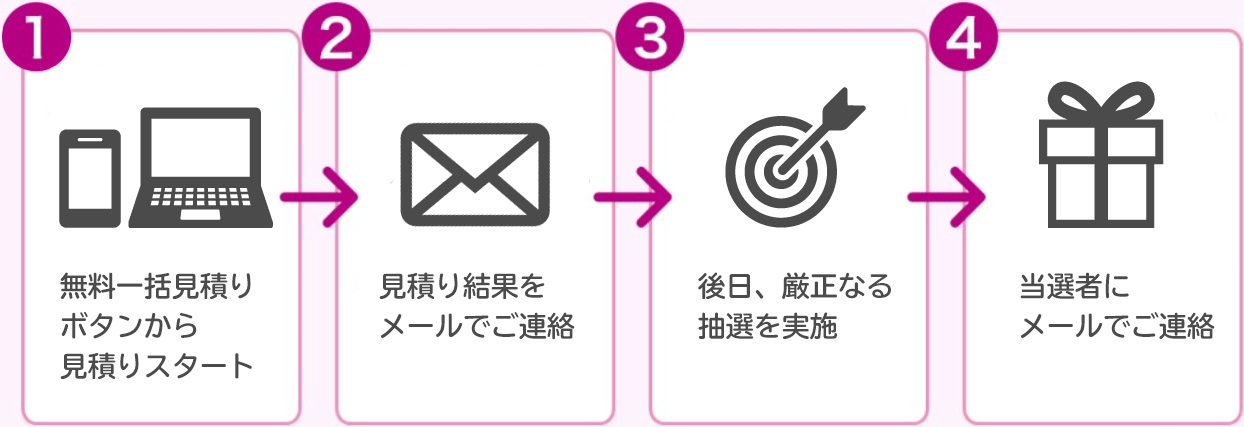 1
無料一括見積り
ボタンから
見積りスタート
2
見積り結果を
メールでご連絡
3
後日、厳正なる
抽選を実施
4
当選者に
メールでご連絡